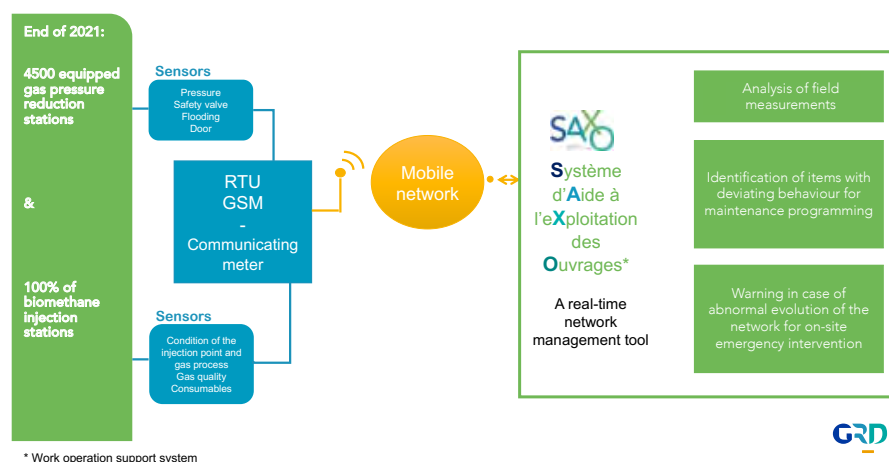 End of 2021:
4500 equipped
gas pressure
reduction
stations
&
100% of
biomethane
injection
stations
Sensors
Pressure
Safety valve
Flooding
Door
RTU
GSM
-
Communicating
meter
Sensors
Condition of the
injection point and
gas process
Gas quality
Consumables
Mobile
network
SAXO
Système
d'Aide à
l'eXploitation
des
Ouvrages*
A real-time
network
management tool
Analysis of field
measurements
Identification of items with
deviating behaviour for
maintenance programming
Warning in case of
abnormal evolution of the
network for on-site
emergency intervention
GRD
* Work operation support system